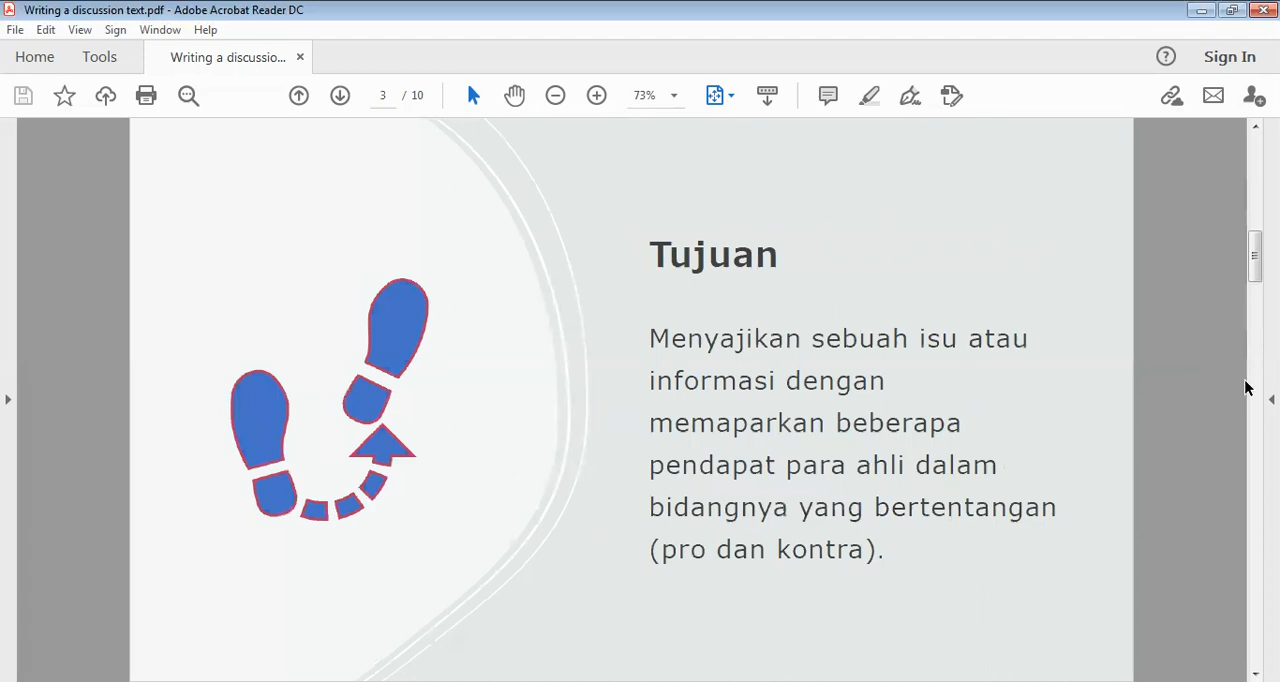 Writing a discussion text.pdf - Adobe Acrobat Reader DC
File Edit View Sign Window Help
Home Tools Writing a discussio... × Sign In
3 / 10 73%
Tujuan
Menyajikan sebuah isu atau
informasi dengan
memaparkan beberapa
pendapat para ahli dalam
bidangnya yang bertentangan
(pro dan kontra).